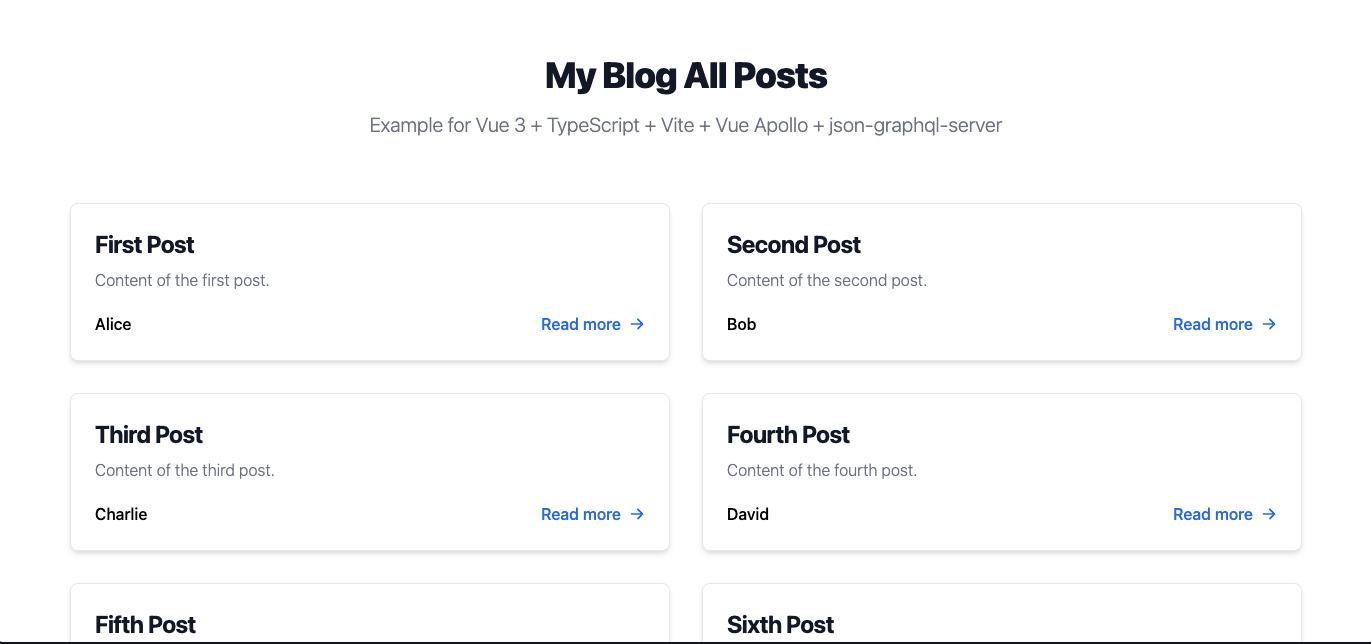 My Blog All Posts
Example for Vue 3 + TypeScript + Vite + Vue Apollo + json-graphql-server
First Post
Content of the first post.
Alice
Read more →
Second Post
Content of the second post.
Bob
Read more →
Third Post
Content of the third post.
Charlie
Read more →
Fourth Post
Content of the fourth post.
David
Read more →
Fifth Post
Sixth Post